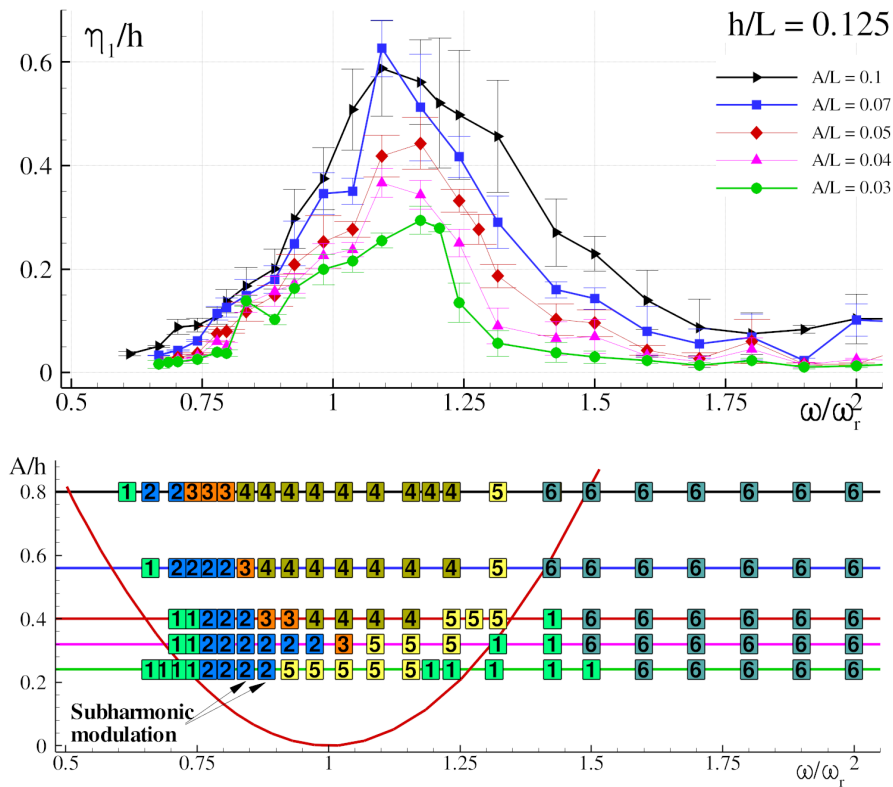 η₁/h
h/L = 0.125
A/L = 0.1
A/L = 0.07
A/L = 0.05
A/L = 0.04
A/L = 0.03
0.6
0.4
0.2
0
0.5 0.75 1 1.25 1.5 1.75 2
ω/ω_r²
A/h
0.8 1 2 2 3 3 3 4 4 4 4 4 4 4 4 4 5 6 6 6 6 6 6 6
0.6
1 2 2 2 2 3 4 4 4 4 4 4 4 5 6 6 6 6 6 6 6
0.4 1 1 2 2 2 3 3 4 4 4 4 5 5 5 1 6 6 6 6 6 6
1 1 2 2 2 2 2 2 3 5 5 5 1 1 6 6 6 6 6 6
1 1 1 1 2 2 2 2 5 5 5 5 5 1 1 1 1 1 6 6 6 6 6
0.2
Subharmonic
modulation
0
0.5 0.75 1 1.25 1.5 1.75 2
ω/ω_r